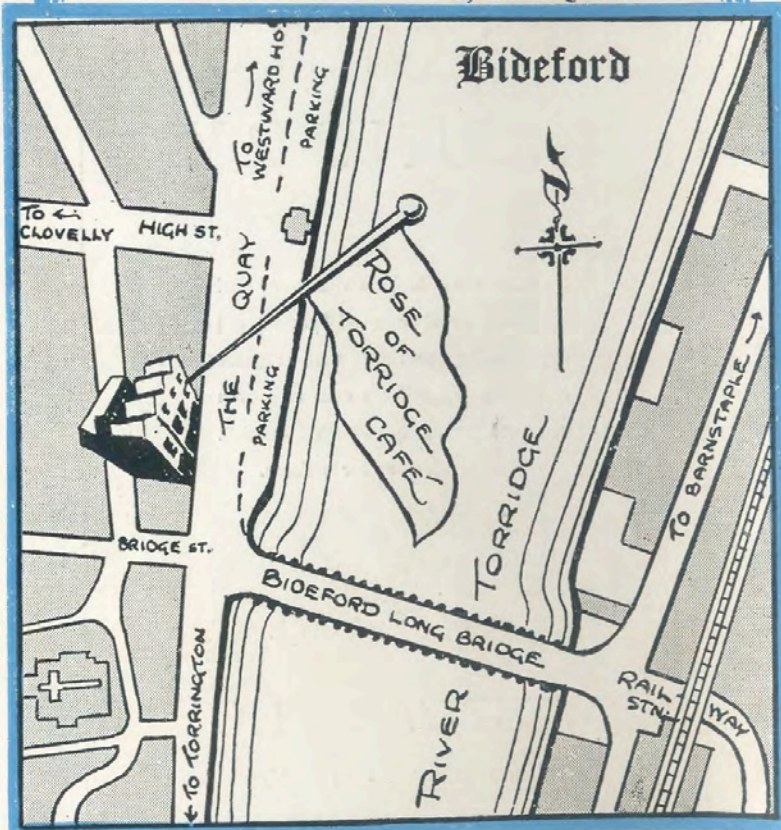 Bideford
TO →
WESTWARD HO!
PARKING
TO ←
CLOVELLY
HIGH ST.
THE QUAY
PARKING
ROSE
OF
TORRIDGE
CAFÉ
BRIDGE ST.
BIDEFORD LONG BRIDGE
RIVER TORRIDGE
TO BARNSTAPLE →
RAILWAY
STN.
← TO TORRINGTON
N